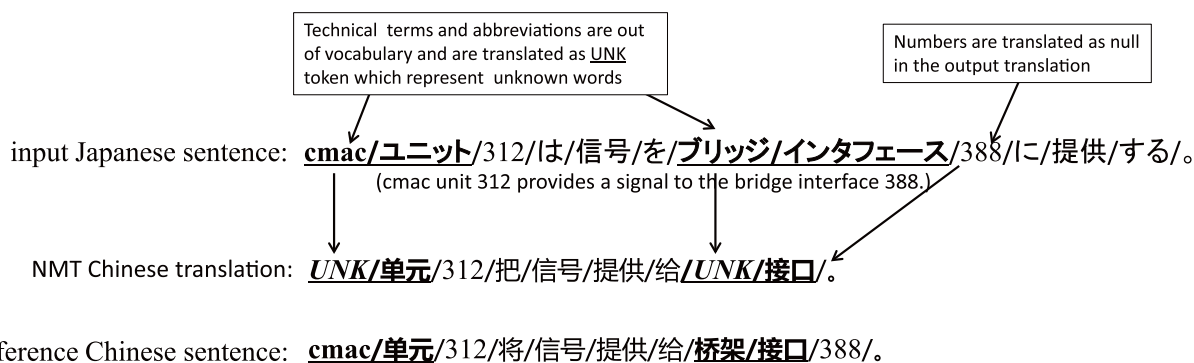 Technical terms and abbreviations are out
of vocabulary and are translated as UNK
token which represent unknown words
Numbers are translated as null
in the output translation
input Japanese sentence: cmac/ユニット/312/は/信号/を/ブリッジ/インタフェース/388/に/提供/する/。
(cmac unit 312 provides a signal to the bridge interface 388.)
NMT Chinese translation: UNK/单元/312/把/信号/提供/给/UNK/接口/。
ference Chinese sentence: cmac/单元/312/将/信号/提供/给/桥架/接口/388/。